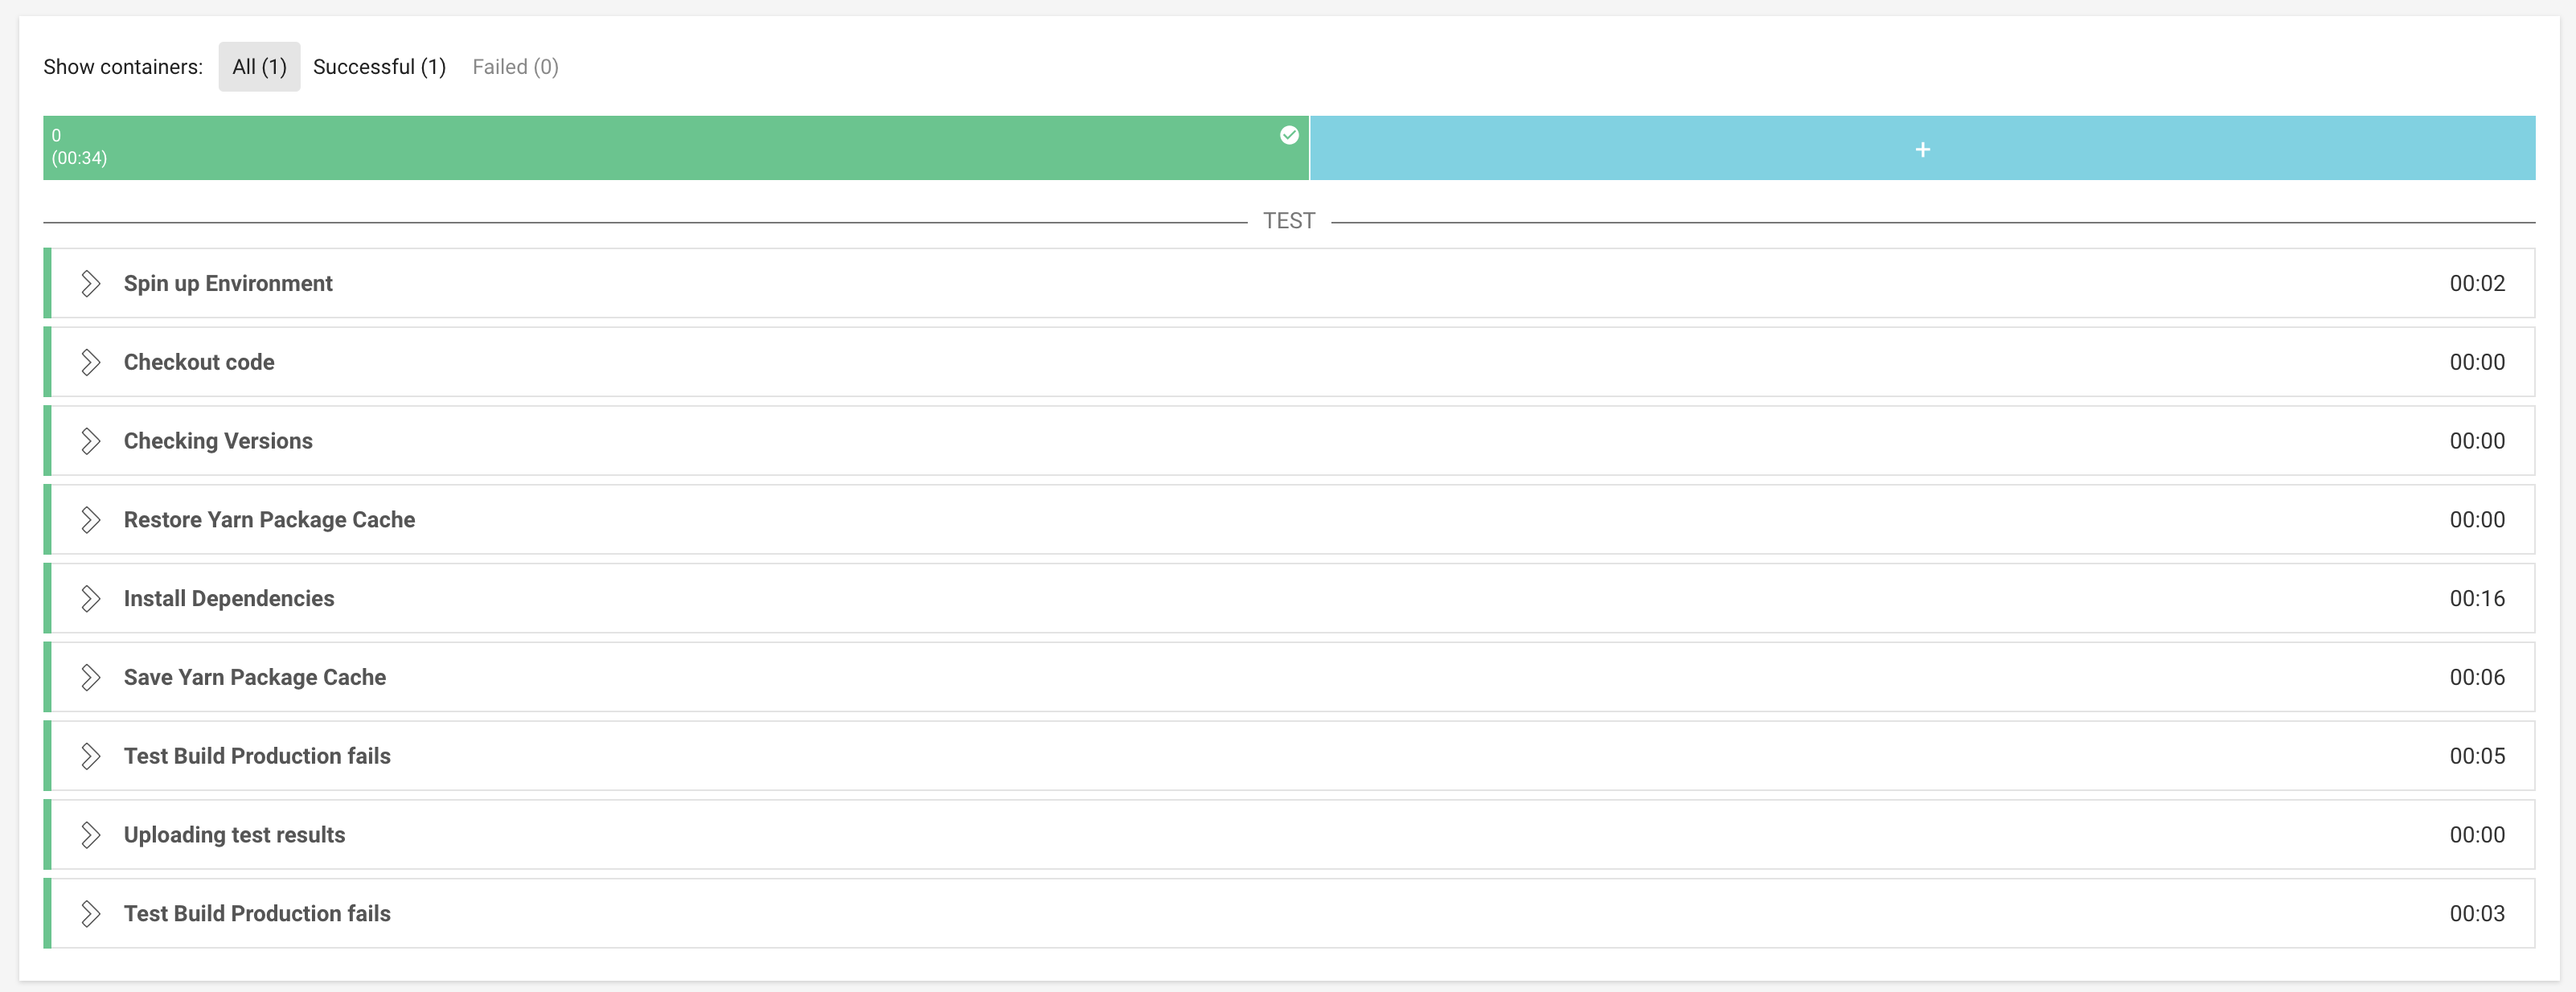 Show containers: All (1) Successful (1) Failed (0)
0
(00:34)
+
TEST
Spin up Environment 00:02
Checkout code 00:00
Checking Versions 00:00
Restore Yarn Package Cache 00:00
Install Dependencies 00:16
Save Yarn Package Cache 00:06
Test Build Production fails 00:05
Uploading test results 00:00
Test Build Production fails 00:03